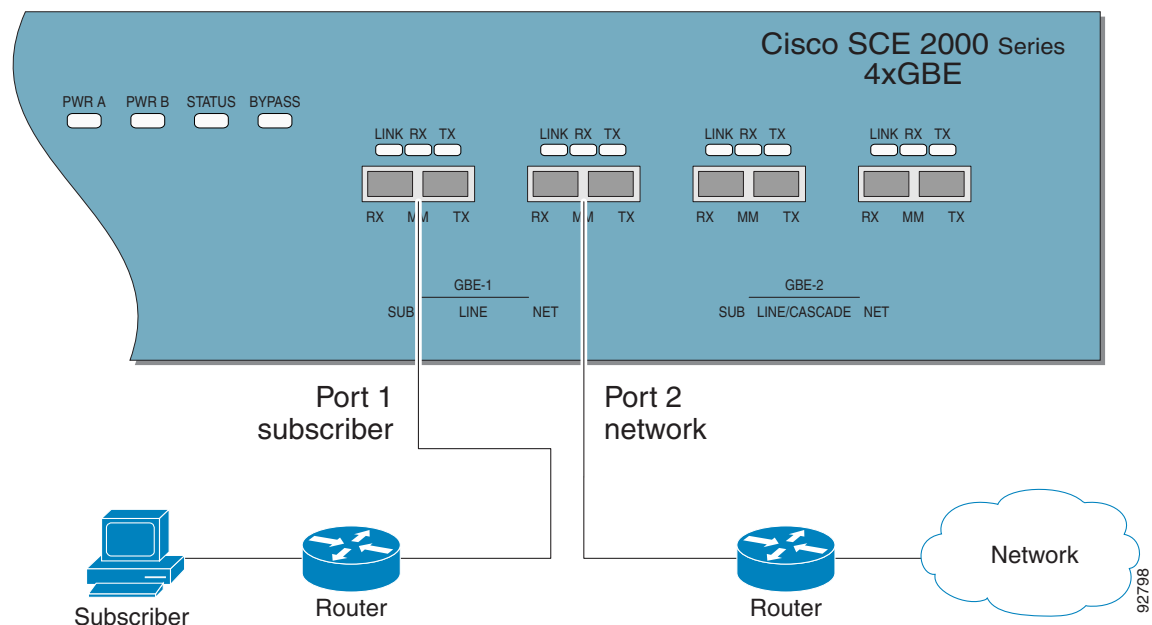 Cisco SCE 2000 Series
4xGBE
PWR A PWR B STATUS BYPASS
LINK RX TX LINK RX TX LINK RX TX LINK RX TX
RX MM TX RX MM TX RX MM TX RX MM TX
GBE-1 GBE-2
SUB LINE NET SUB LINE/CASCADE NET
Port 1
subscriber
Port 2
network
Network
Subscriber
Router
Router
92798